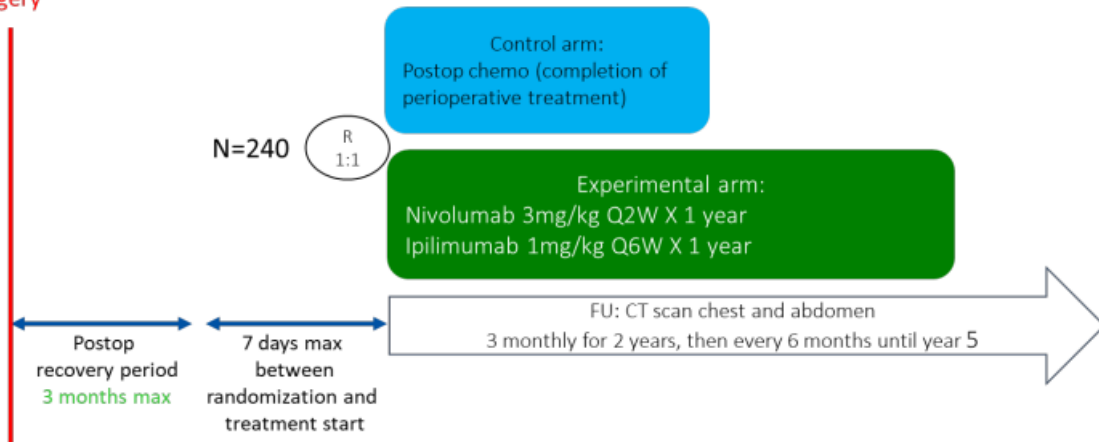 Control arm:
Postop chemo (completion of
perioperative treatment)
N=240
R
1:1
Experimental arm:
Nivolumab 3mg/kg Q2W X 1 year
Ipilimumab 1mg/kg Q6W X 1 year
FU: CT scan chest and abdomen
3 monthly for 2 years, then every 6 months until year 5
Postop
recovery period
3 months max
7 days max
between
randomization and
treatment start